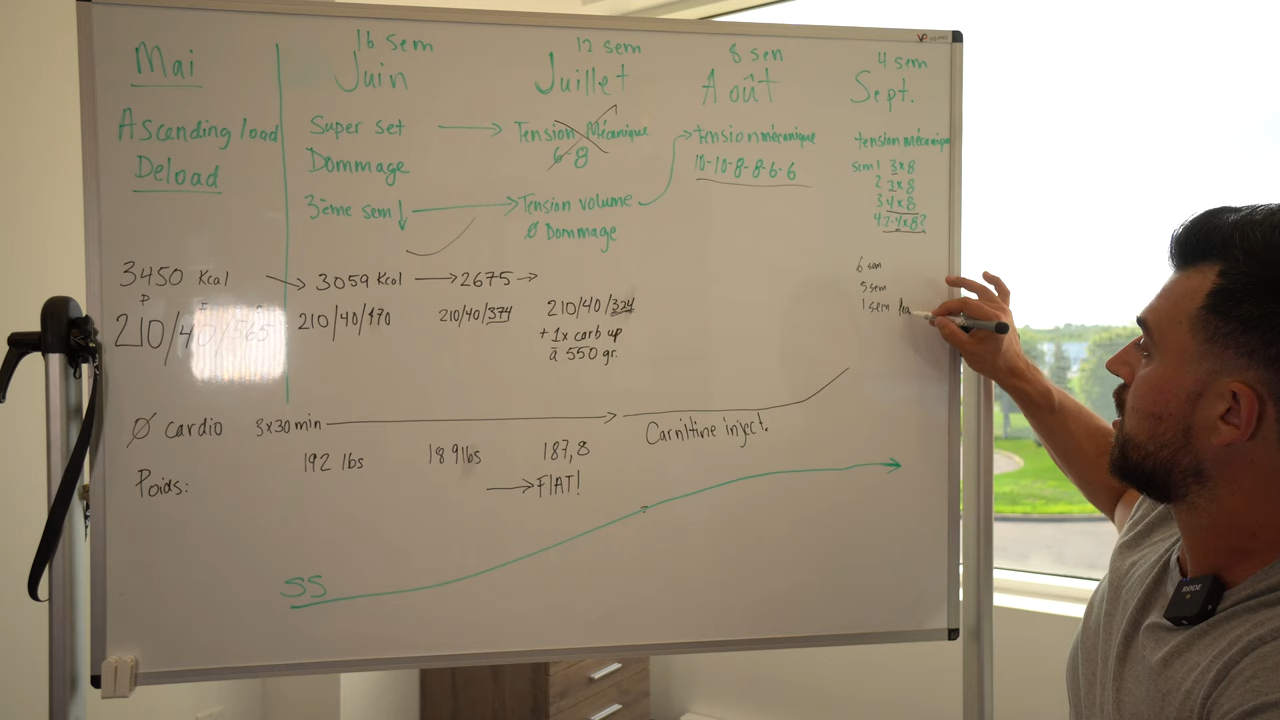 Mai
Ascending load
Deload
16 sem
Juin
Super set
Dommage
3ème sem ↓
12 sem
Juillet
Tension Mécanique
6-8
Tension volume
Ø Dommage
8 sem
Août
tension mécanique
10-10-8-8-6-6
4 sem
Sept.
tension mécanique
sem 1 3x8
2 3x8
3 4x8
6 sem
5 sem
1 sem
3450 Kcal
3059 Kcal
2675
P
210/40/565
210/40/470
210/40/374
210/40/324
+ 1x carb up
à 550 gr.
Ø cardio
3x30 min
Carnitine inject.
Poids:
192 lbs
189 lbs
187,8
FIAT!
SS
RODE